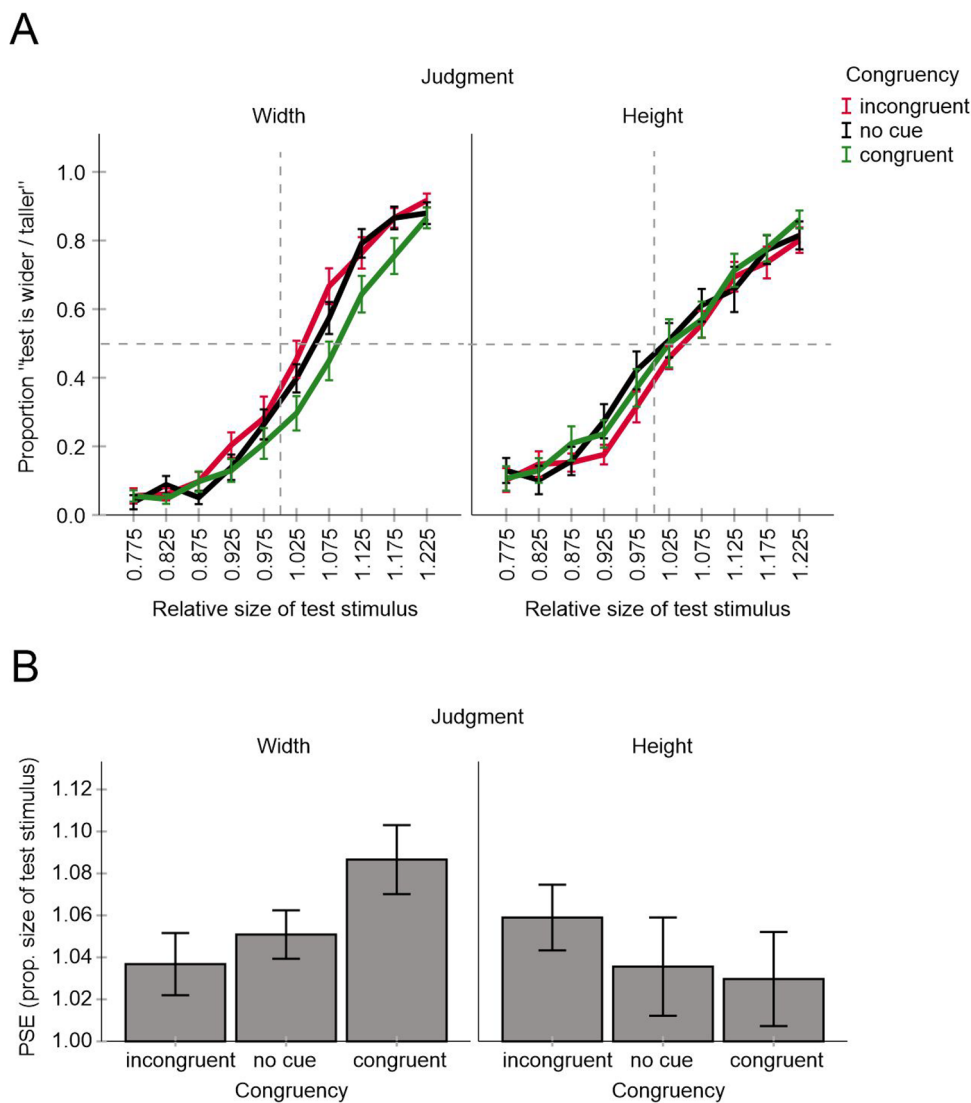 A
Judgment
Width
Height
Congruency
incongruent
no cue
congruent
Proportion "test is wider / taller"
1.0
0.8
0.6
0.4
0.2
0.0
0.775
0.825
0.875
0.925
0.975
1.025
1.075
1.125
1.175
1.225
0.775
0.825
0.875
0.925
0.975
1.025
1.075
1.125
1.175
1.225
Relative size of test stimulus
Relative size of test stimulus
B
Judgment
Width
Height
PSE (prop. size of test stimulus)
1.12
1.10
1.08
1.06
1.04
1.02
1.00
incongruent
no cue
congruent
incongruent
no cue
congruent
Congruency
Congruency